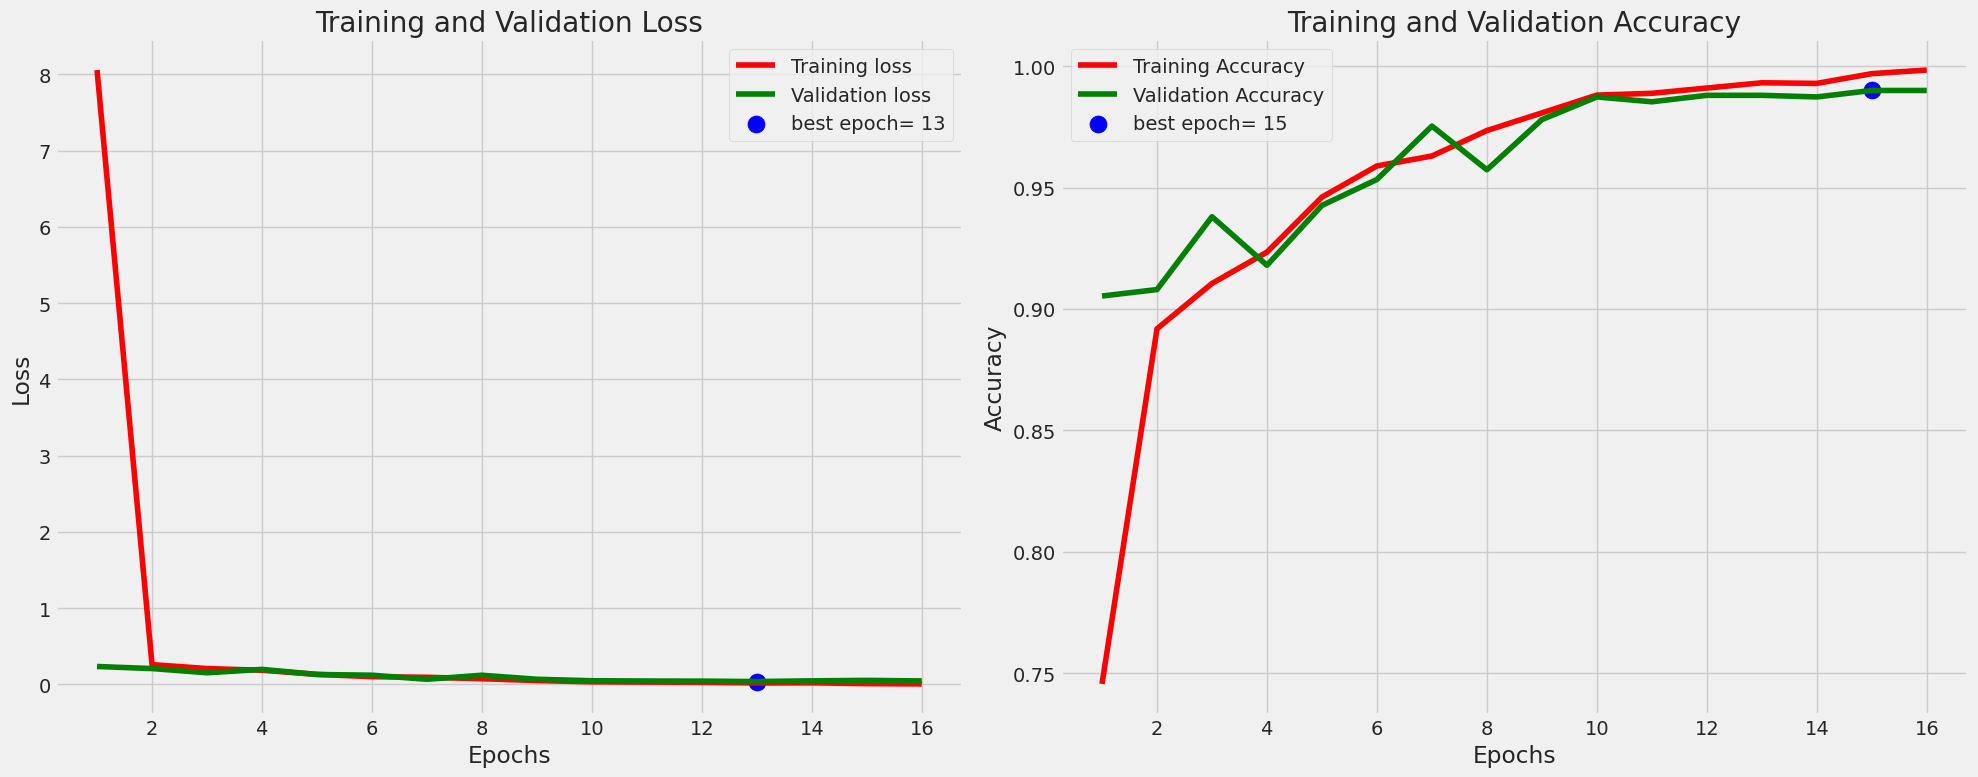 Training and Validation Loss
Training loss
Validation loss
best epoch= 13
8
7
6
5
4
3
2
1
0
Loss
2 4 6 8 10 12 14 16
Epochs
Training and Validation Accuracy
Training Accuracy
Validation Accuracy
best epoch= 15
1.00
0.95
0.90
0.85
0.80
0.75
Accuracy
2 4 6 8 10 12 14 16
Epochs